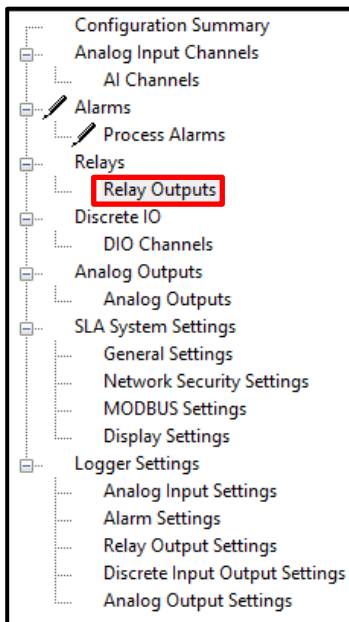 Configuration Summary
Analog Input Channels
AI Channels
Alarms
Process Alarms
Relays
Relay Outputs
Discrete IO
DIO Channels
Analog Outputs
Analog Outputs
SLA System Settings
General Settings
Network Security Settings
MODBUS Settings
Display Settings
Logger Settings
Analog Input Settings
Alarm Settings
Relay Output Settings
Discrete Input Output Settings
Analog Output Settings